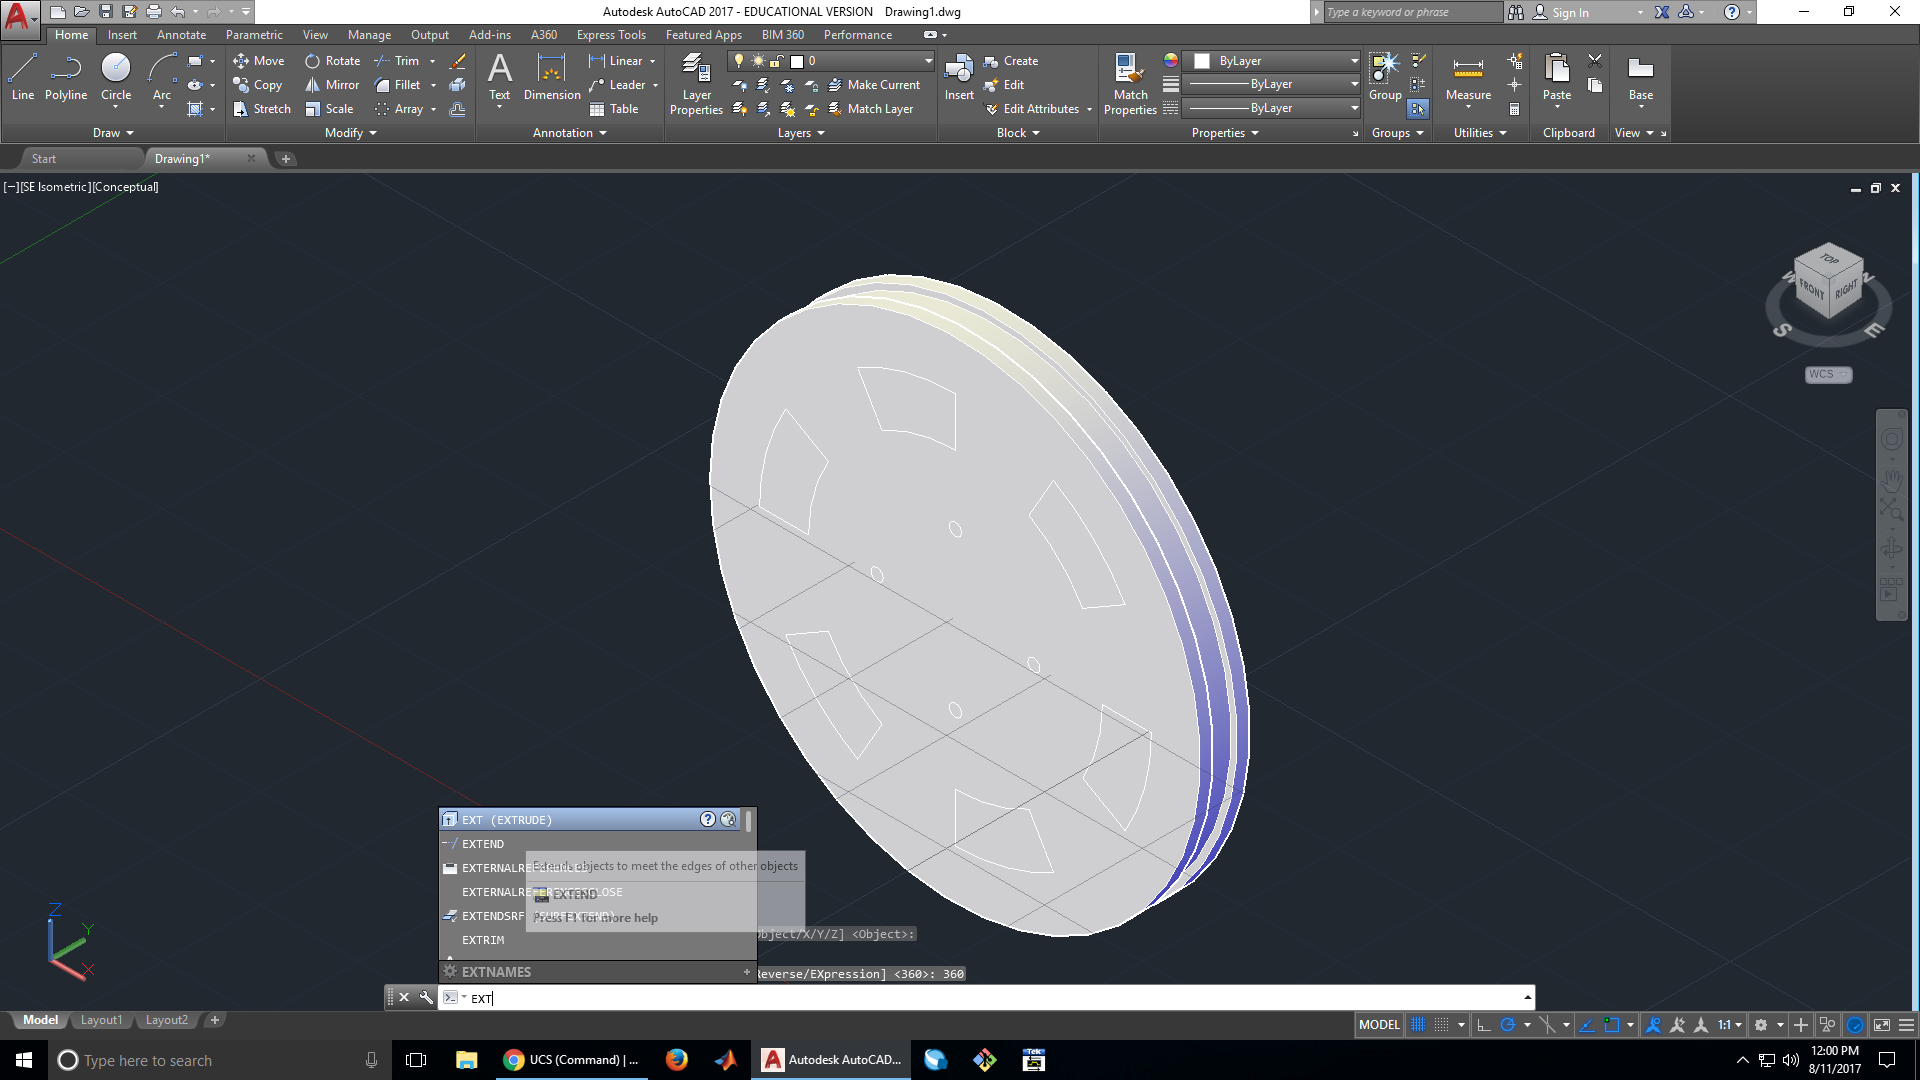 Autodesk AutoCAD 2017 - EDUCATIONAL VERSION Drawing1.dwg
Type a keyword or phrase
Sign In
Home Insert Annotate Parametric View Manage Output Add-ins A360 Express Tools Featured Apps BIM 360 Performance
Line
Polyline
Circle
Arc
Draw
Move
Rotate
Trim
Copy
Mirror
Fillet
Stretch
Scale
Array
Modify
Text
Dimension
Linear
Leader
Table
Annotation
Layer
Properties
0
Make Current
Match Layer
Layers
Insert
Create
Edit
Edit Attributes
Block
Match
Properties
ByLayer
ByLayer
ByLayer
Properties
Group
Groups
Measure
Utilities
Paste
Clipboard
Base
View
Start
Drawing1*
[−][SE Isometric][Conceptual]
TOP
FRONT
RIGHT
W
N
S
E
WCS
EXT (EXTRUDE)
EXTEND
EXTERNALREFERENCES
EXTERNALREFERENCESCLOSE
EXTENDSRF (SURFEXTEND)
EXTRIM
EXTNAMES
Extends objects to meet the edges of other objects
EXTEND
Press F1 for more help
Object/X/Y/Z] <Object>:
Reverse/EXpression] <360>: 360
EXT
Z
Y
X
Model
Layout1
Layout2
MODEL
1:1
Type here to search
UCS (Command) | ...
Autodesk AutoCAD...
Tek
12:00 PM
8/11/2017